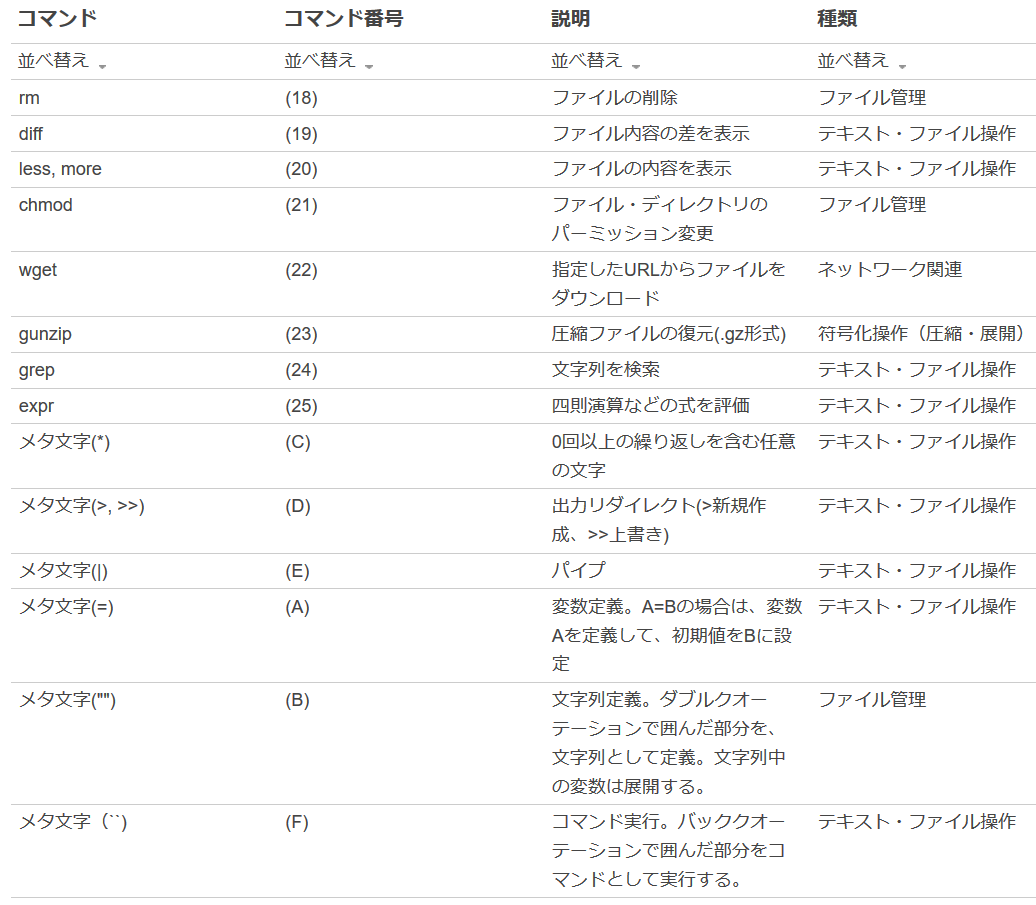 コマンド コマンド番号 説明 種類
並べ替え 並べ替え 並べ替え 並べ替え
rm (18) ファイルの削除 ファイル管理
diff (19) ファイル内容の差を表示 テキスト・ファイル操作
less, more (20) ファイルの内容を表示 テキスト・ファイル操作
chmod (21) ファイル・ディレクトリの ファイル管理
パーミッション変更
wget (22) 指定したURLからファイルを ネットワーク関連
ダウンロード
gunzip (23) 圧縮ファイルの復元(.gz形式) 符号化操作（圧縮・展開）
grep (24) 文字列を検索 テキスト・ファイル操作
expr (25) 四則演算などの式を評価 テキスト・ファイル操作
メタ文字(*) (C) 0回以上の繰り返しを含む任意 テキスト・ファイル操作
の文字
メタ文字(>, >>) (D) 出力リダイレクト(>新規作 テキスト・ファイル操作
成、>>上書き)
メタ文字(|) (E) パイプ テキスト・ファイル操作
メタ文字(=) (A) 変数定義。A=Bの場合は、変数 テキスト・ファイル操作
Aを定義して、初期値をBに設
定
メタ文字("") (B) 文字列定義。ダブルクオー ファイル管理
テーションで囲んだ部分を、
文字列として定義。文字列中
の変数は展開する。
メタ文字（``) (F) コマンド実行。バッククオー テキスト・ファイル操作
テーションで囲んだ部分をコ
マンドとして実行する。